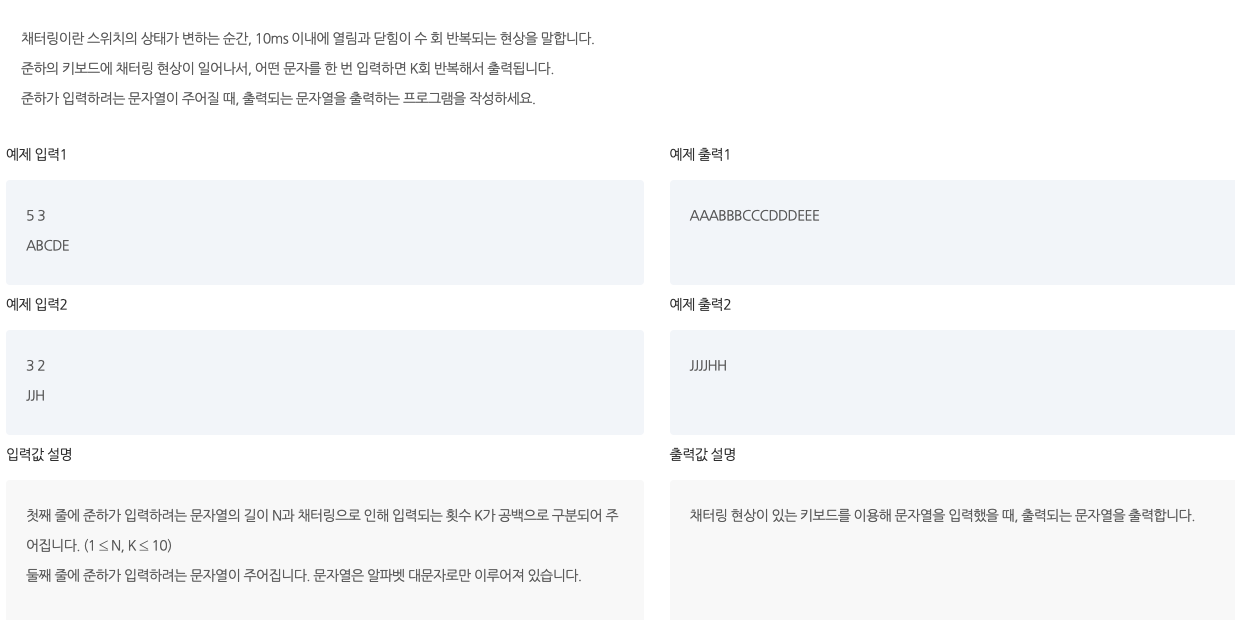 채터링이란 스위치의 상태가 변하는 순간, 10ms 이내에 열림과 닫힘이 수 회 반복되는 현상을 말합니다.
준하의 키보드에 채터링 현상이 일어나서, 어떤 문자를 한 번 입력하면 K회 반복해서 출력됩니다.
준하가 입력하려는 문자열이 주어질 때, 출력되는 문자열을 출력하는 프로그램을 작성하세요.
예제 입력1
5 3
ABCDE
예제 출력1
AAABBBCCCDDDEEE
예제 입력2
3 2
JJH
예제 출력2
JJJJHH
입력값 설명
첫째 줄에 준하가 입력하려는 문자열의 길이 N과 채터링으로 인해 입력되는 횟수 K가 공백으로 구분되어 주
어집니다. (1 ≤ N, K ≤ 10)
둘째 줄에 준하가 입력하려는 문자열이 주어집니다. 문자열은 알파벳 대문자로만 이루어져 있습니다.
출력값 설명
채터링 현상이 있는 키보드를 이용해 문자열을 입력했을 때, 출력되는 문자열을 출력합니다.